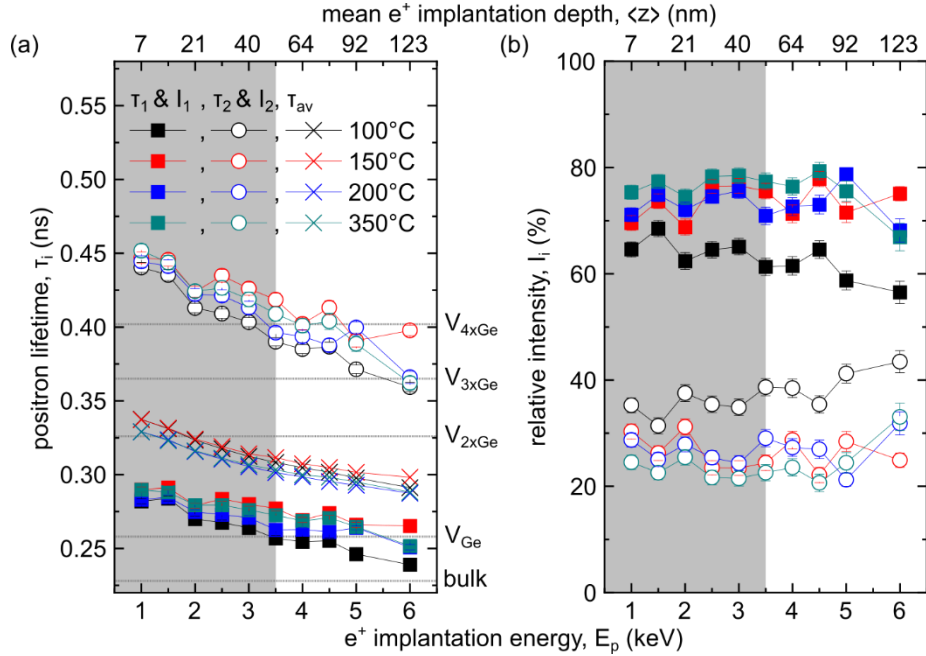 mean e⁺ implantation depth, <z> (nm)
(a) 7 21 40 64 92 123
(b) 7 21 40 64 92 123
τ₁ & I₁ , τ₂ & I₂, τav
, , 100°C
, , 150°C
, , 200°C
, , 350°C
positron lifetime, τᵢ (ns)
0.55
0.50
0.45
0.40
0.35
0.30
0.25
V4xGe
V3xGe
V2xGe
VGe
bulk
relative intensity, Iᵢ (%)
100
80
60
40
20
0
1 2 3 4 5 6
1 2 3 4 5 6
e⁺ implantation energy, Eₚ (keV)